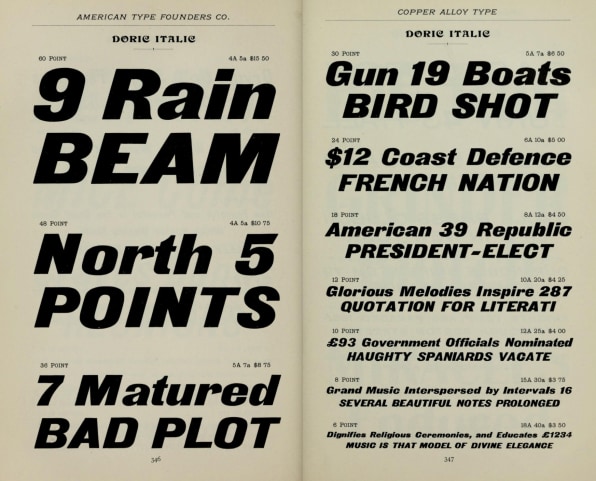 AMERICAN TYPE FOUNDERS CO.
DORIC ITALIC
60 POINT 4A 5a $15 50
9 Rain
BEAM
48 POINT 4A 5a $10 75
North 5
POINTS
36 POINT 5A 7a $8 75
7 Matured
BAD PLOT
346
COPPER ALLOY TYPE
DORIC ITALIC
30 POINT 5A 7a $6 50
Gun 19 Boats
BIRD SHOT
24 POINT 6A 10a $5 00
$12 Coast Defence
FRENCH NATION
18 POINT 8A 12a $4 50
American 39 Republic
PRESIDENT-ELECT
12 POINT 10A 20a $4 25
Glorious Melodies Inspire 287
QUOTATION FOR LITERATI
10 POINT 12A 25a $4 00
£93 Government Officials Nominated
HAUGHTY SPANIARDS VACATE
8 POINT 15A 30a $3 75
Grand Music Interspersed by Intervals 16
SEVERAL BEAUTIFUL NOTES PROLONGED
6 POINT 18A 40a $3 50
Dignifies Religious Ceremonies, and Educates £1234
MUSIC IS THAT MODEL OF DIVINE ELEGANCE
347